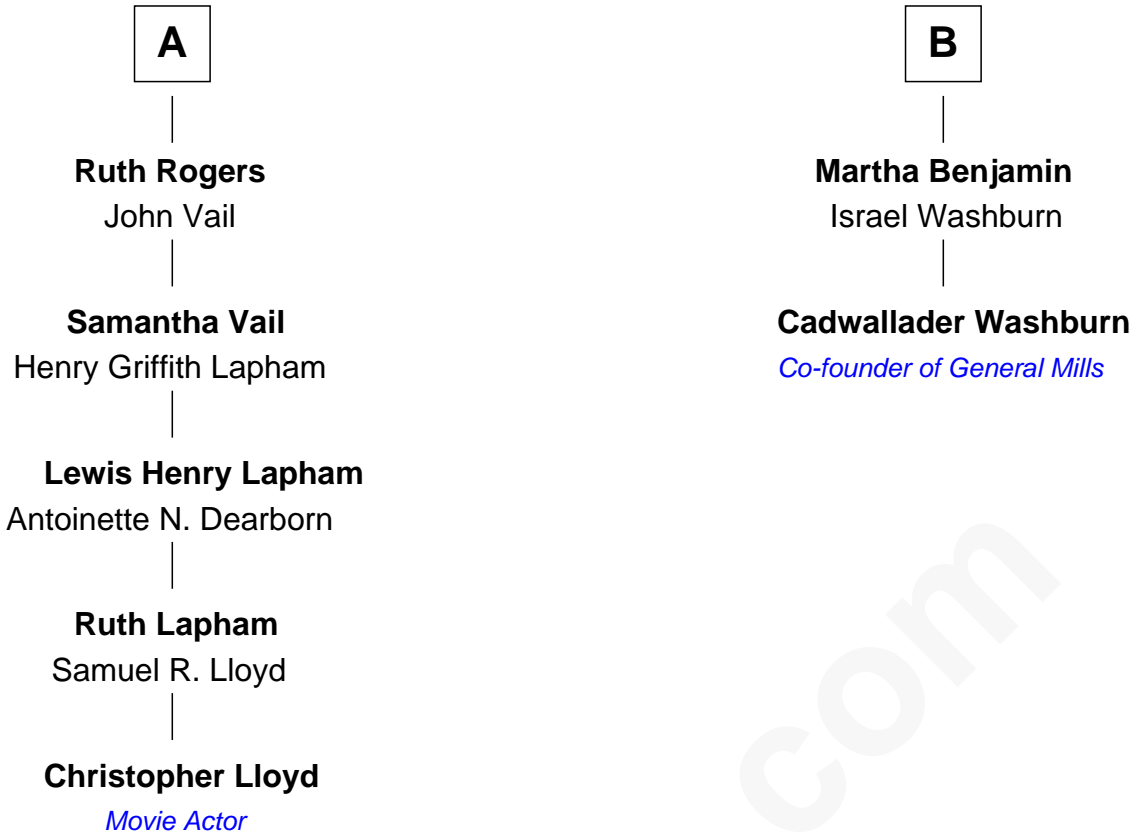 A
Ruth Rogers
John Vail
Samantha Vail
Henry Griffith Lapham
Lewis Henry Lapham
Antoinette N. Dearborn
Ruth Lapham
Samuel R. Lloyd
Christopher Lloyd
Movie Actor
B
Martha Benjamin
Israel Washburn
Cadwallader Washburn
Co-founder of General Mills
com